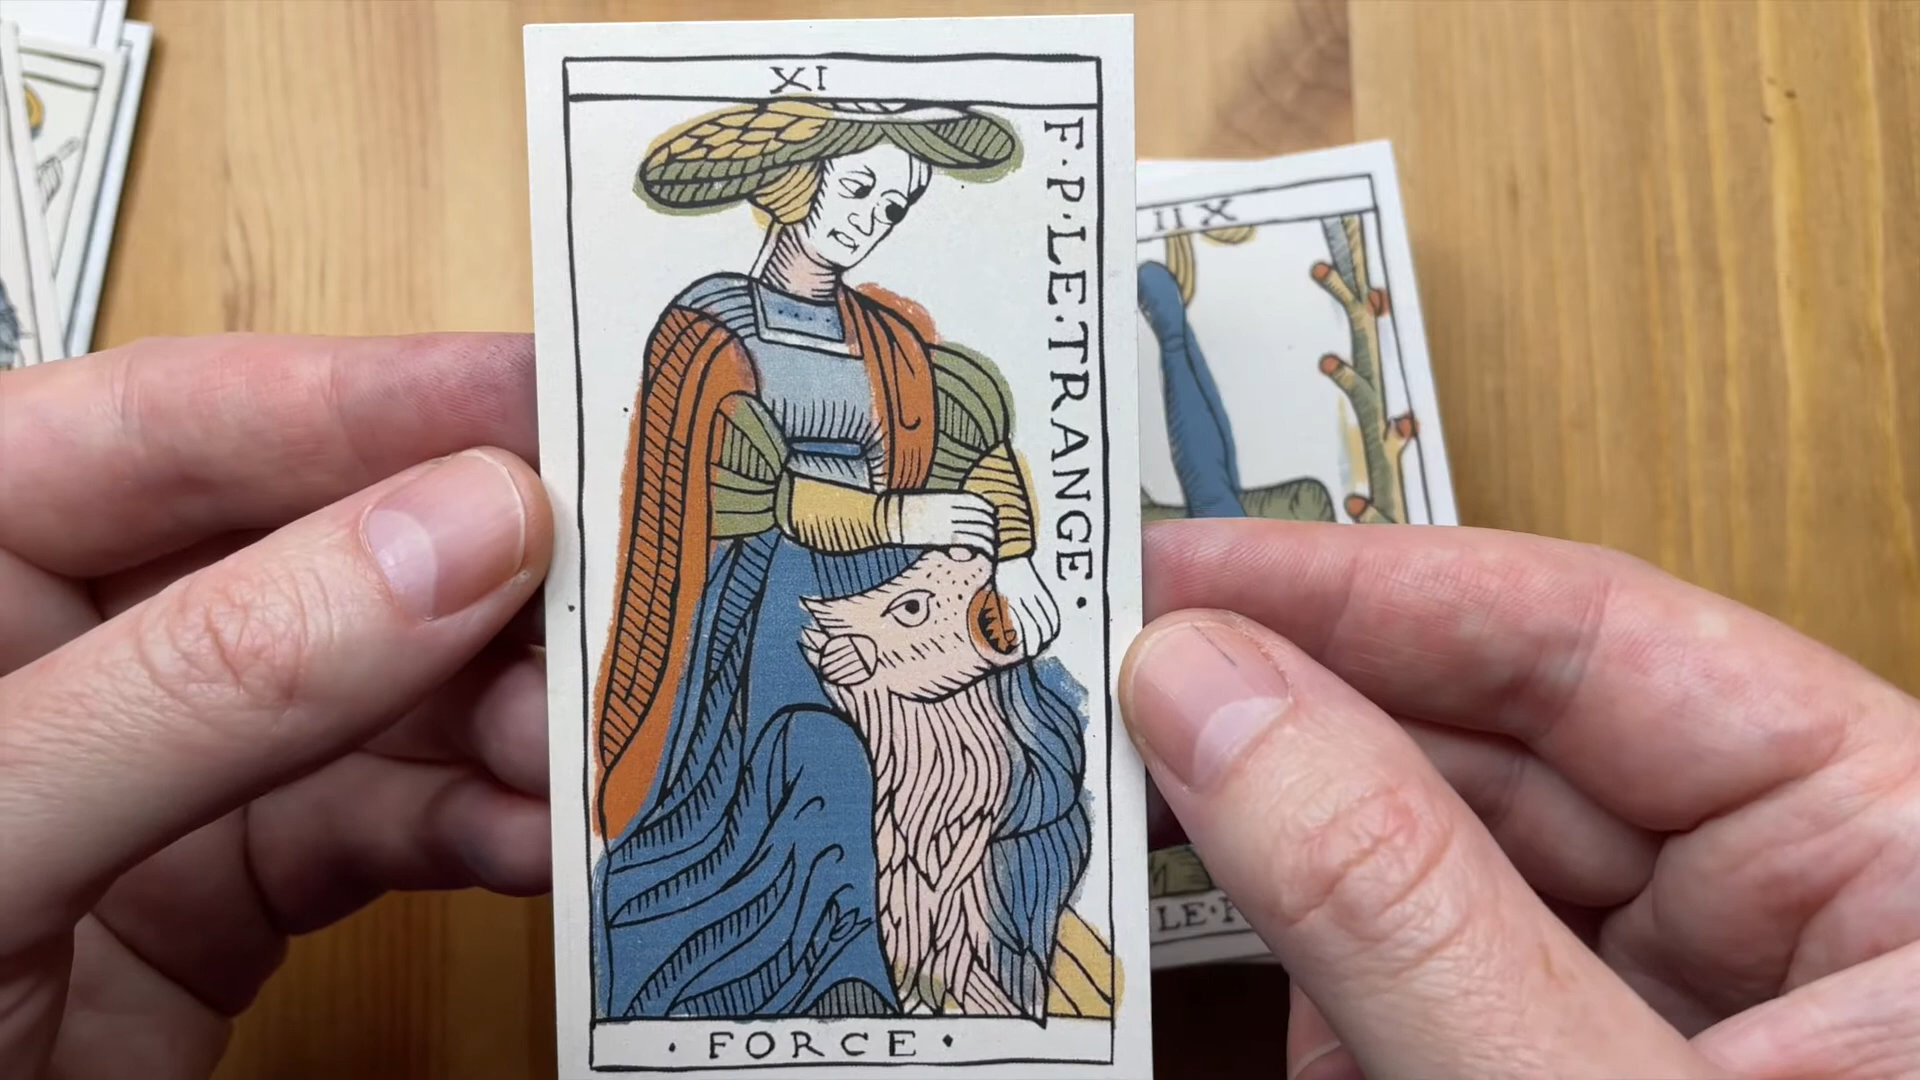 XI
F·P·LE·TRANGE·
· FORCE ·
IIX
LE·P